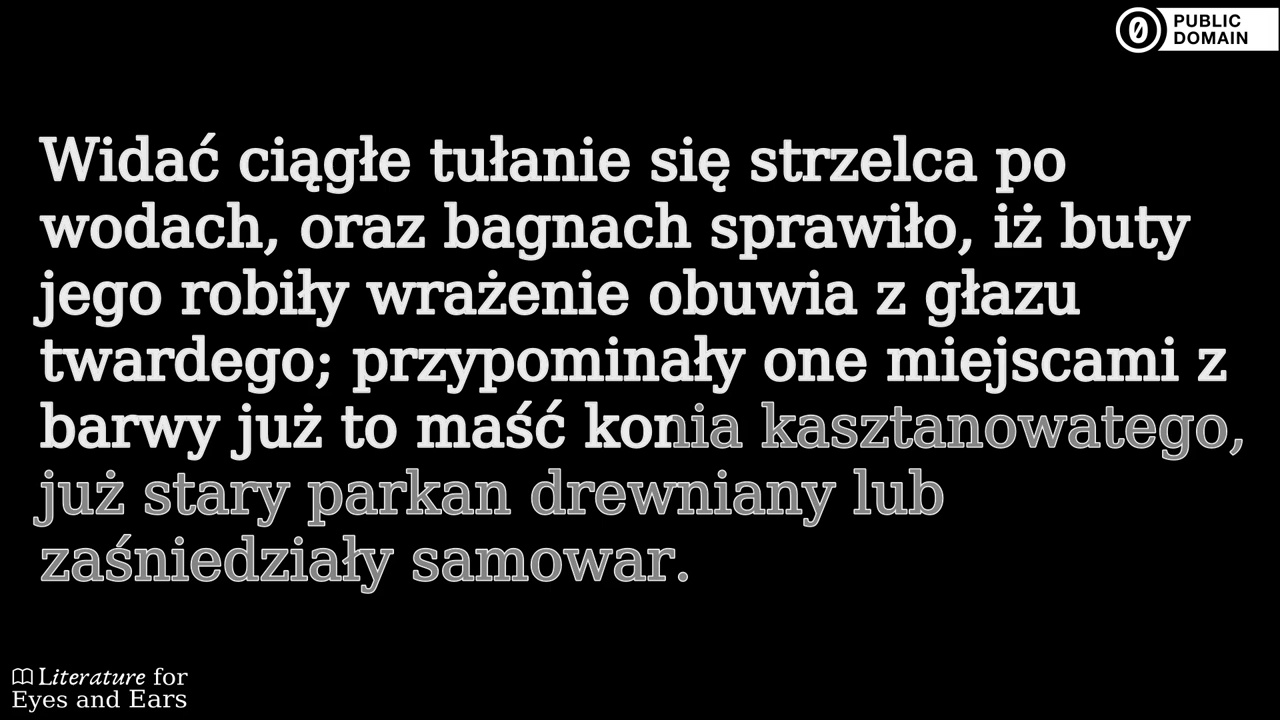 PUBLIC
DOMAIN
Widać ciągłe tułanie się strzelca po
wodach, oraz bagnach sprawiło, iż buty
jego robiły wrażenie obuwia z głazu
twardego; przypominały one miejscami z
barwy już to maść konia kasztanowatego,
już stary parkan drewniany lub
zaśniedziały samowar.
Literature for
Eyes and Ears